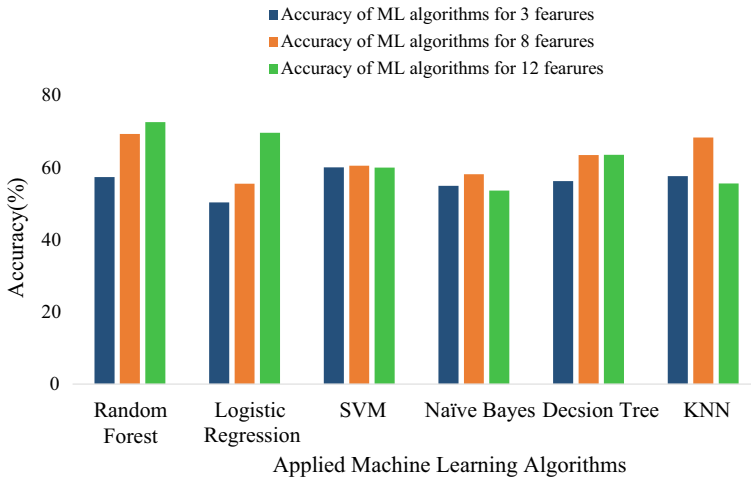 Accuracy of ML algorithms for 3 fearures
Accuracy of ML algorithms for 8 fearures
Accuracy of ML algorithms for 12 fearures
Accuracy(%)
80
60
40
20
0
Random Forest
Logistic Regression
SVM
Naïve Bayes
Decsion Tree
KNN
Applied Machine Learning Algorithms